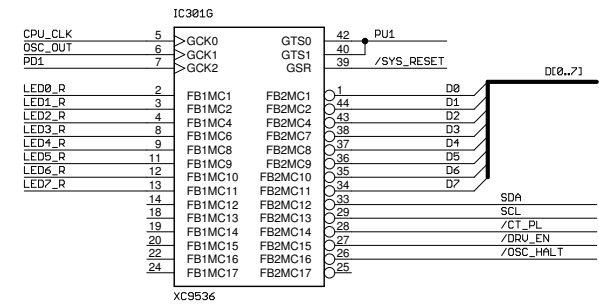 IC301G
CPU_CLK 5 GCK0 GTS0 42 PU1
OSC_OUT 6 GCK1 GTS1 40
PD1 7 GCK2 GSR 39 /SYS_RESET
D[0..7]
LED0_R 2 FB1MC1 FB2MC1 1 D0
LED1_R 3 FB1MC2 FB2MC2 44 D1
LED2_R 4 FB1MC4 FB2MC4 43 D2
LED3_R 8 FB1MC6 FB2MC7 38 D3
LED4_R 9 FB1MC8 FB2MC8 37 D4
LED5_R 11 FB1MC9 FB2MC9 36 D5
LED6_R 12 FB1MC10 FB2MC10 35 D6
LED7_R 13 FB1MC11 FB2MC11 34 D7
14 FB1MC12 FB2MC12 33 SDA
18 FB1MC13 FB2MC13 29 SCL
19 FB1MC14 FB2MC14 28 /CT_PL
20 FB1MC15 FB2MC15 27 /DRV_EN
22 FB1MC16 FB2MC16 26 /OSC_HALT
24 FB1MC17 FB2MC17 25
XC9536